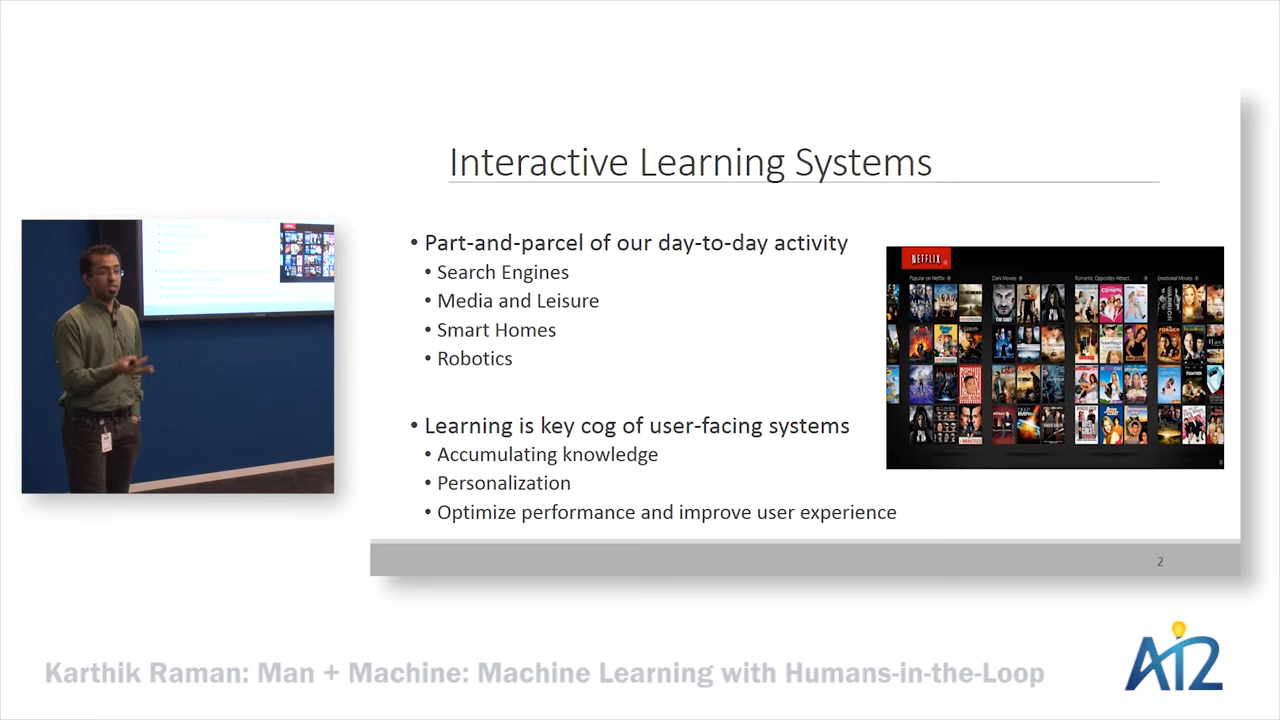 Interactive Learning Systems
• Part-and-parcel of our day-to-day activity
• Search Engines
• Media and Leisure
• Smart Homes
• Robotics
• Learning is key cog of user-facing systems
• Accumulating knowledge
• Personalization
• Optimize performance and improve user experience
NETFLIX
Popular on Netflix
Dark Movies
Romantic Opposites-Attract...
Emotional Movies
2
Karthik Raman: Man + Machine: Machine Learning with Humans-in-the-Loop
AI2